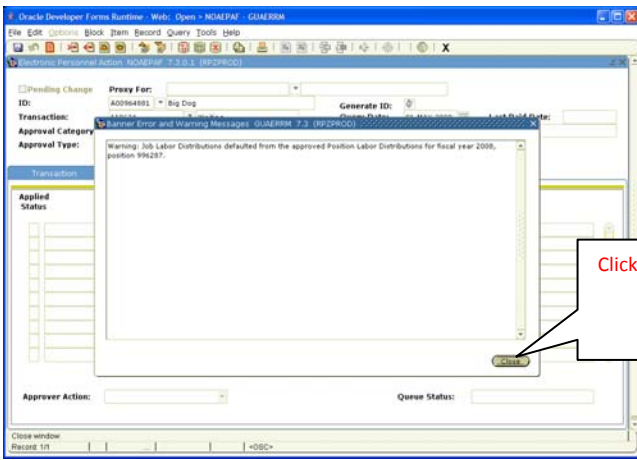 Oracle Developer Forms Runtime - Web: Open > NOAEPAF - GUAERRM
File Edit Options Block Item Record Query Tools Help
X
Electronic Personnel Action NOAEPAF 7.3.0.1 (RPZPROD)
Pending Change Proxy For:
ID: A00964881 Big Dog Generate ID:
Transaction: Query Date: Last Paid Date:
Approval Category
Approval Type:
Banner Error and Warning Messages GUAERRM 7.3 (RPZPROD)
Warning: Job Labor Distributions defaulted from the approved Position Labor Distributions for fiscal year 2008,
position 996287.
Transaction
Applied
Status
Click
Close
Approver Action: Queue Status:
Close window
Record: 1/1 ... <OSC>